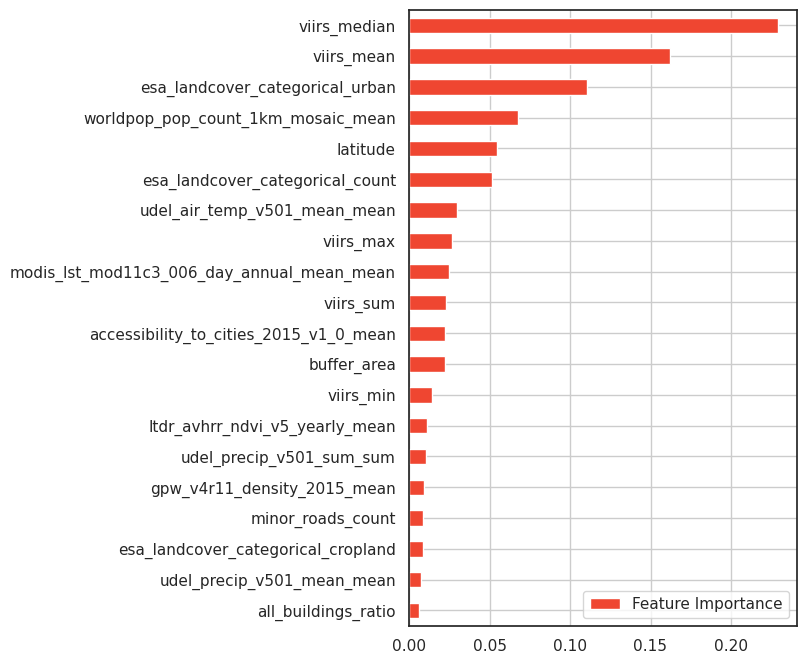 viirs_median
viirs_mean
esa_landcover_categorical_urban
worldpop_pop_count_1km_mosaic_mean
latitude
esa_landcover_categorical_count
udel_air_temp_v501_mean_mean
viirs_max
modis_lst_mod11c3_006_day_annual_mean_mean
viirs_sum
accessibility_to_cities_2015_v1_0_mean
buffer_area
viirs_min
ltdr_avhrr_ndvi_v5_yearly_mean
udel_precip_v501_sum_sum
gpw_v4r11_density_2015_mean
minor_roads_count
esa_landcover_categorical_cropland
udel_precip_v501_mean_mean
all_buildings_ratio
Feature Importance
0.00 0.05 0.10 0.15 0.20